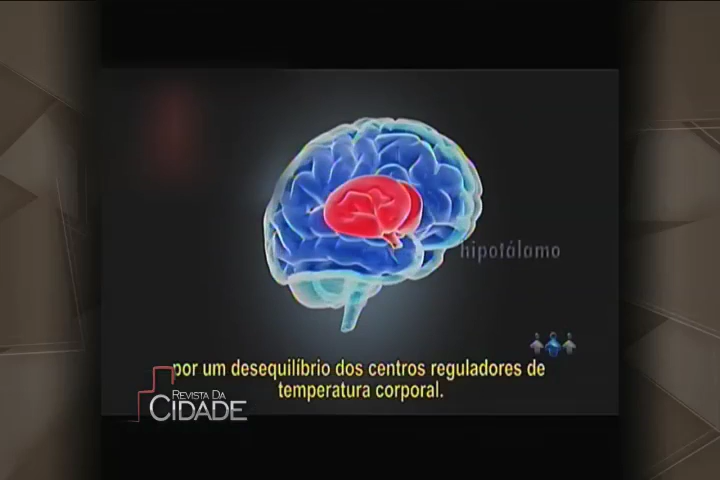 hipotálamo
por um desequilíbrio dos centros reguladores de
temperatura corporal.
REVISTA DA
CIDADE